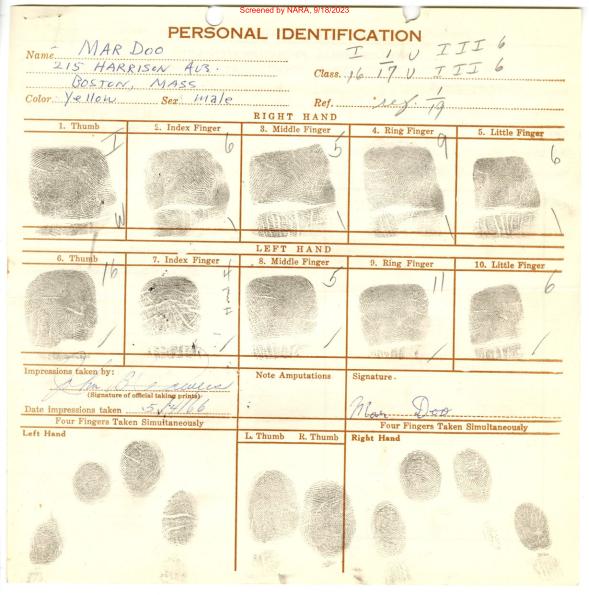 Screened by NARA, 9/18/2023
PERSONAL IDENTIFICATION
Name MAR DOO
215 HARRISON AVE.
BOSTON, MASS
Color Yellow Sex Male
I 1 U III 6
Class. 16 17 U III 6
Ref. ref. 1/19
RIGHT HAND
1. Thumb 2. Index Finger 3. Middle Finger 4. Ring Finger 5. Little Finger
I 6 5 9 6
W \ \ \ \
LEFT HAND
6. Thumb 7. Index Finger 8. Middle Finger 9. Ring Finger 10. Little Finger
16 4 5 11 6
/ / / / /
Impressions taken by:
John
(Signature of official taking prints)
Date Impressions taken 5/4/66
Note Amputations
Signature.
Mar Doo
Four Fingers Taken Simultaneously
Left Hand
L. Thumb R. Thumb
Four Fingers Taken Simultaneously
Right Hand